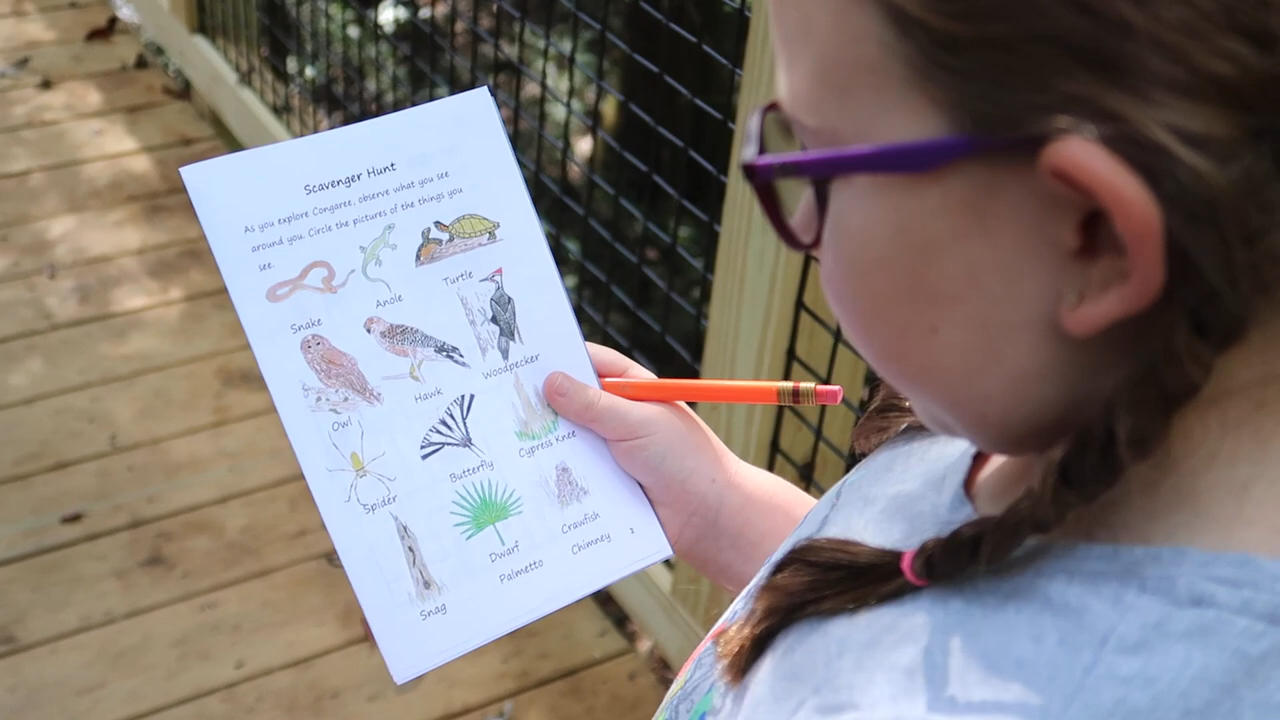 Scavenger Hunt
As you explore Congaree, observe what you see
around you. Circle the pictures of the things you
see.
Snake
Anole
Turtle
Owl
Hawk
Woodpecker
Spider
Butterfly
Cypress Knee
Snag
Dwarf
Palmetto
Crawfish
Chimney
2